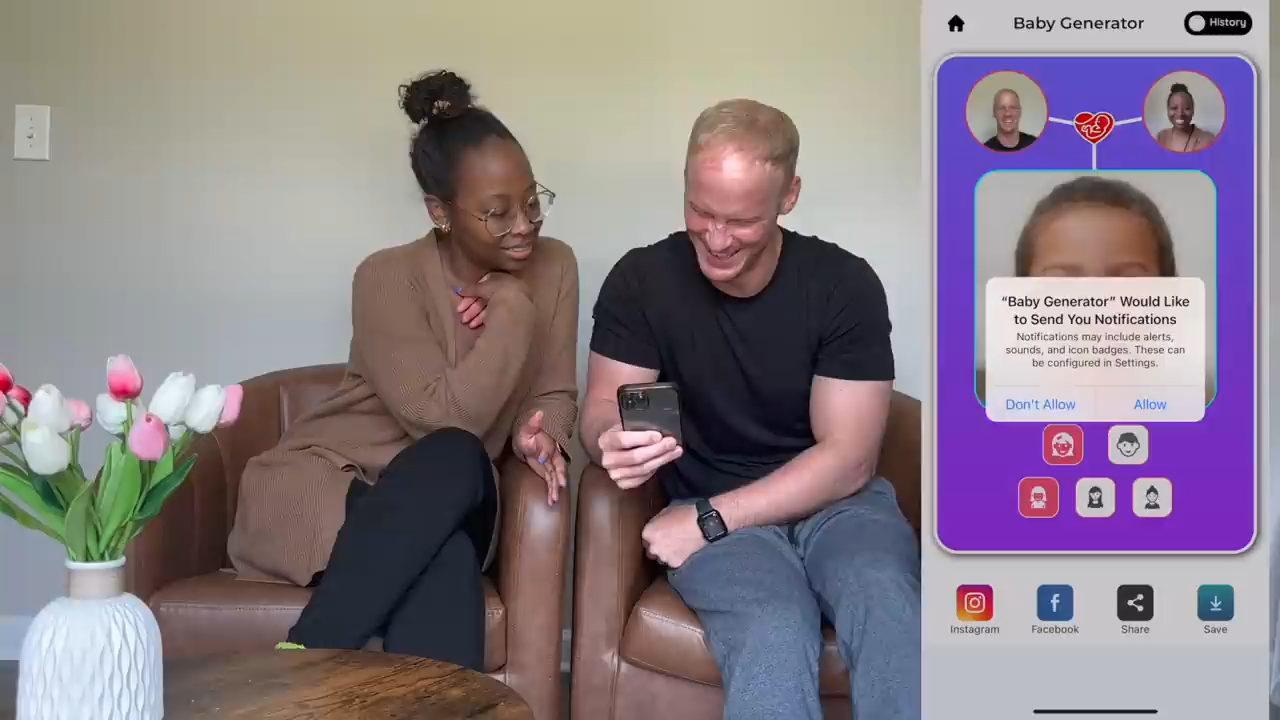 Baby Generator
History
“Baby Generator” Would Like
to Send You Notifications
Notifications may include alerts,
sounds, and icon badges. These can
be configured in Settings.
Don't Allow
Allow
Instagram
Facebook
Share
Save